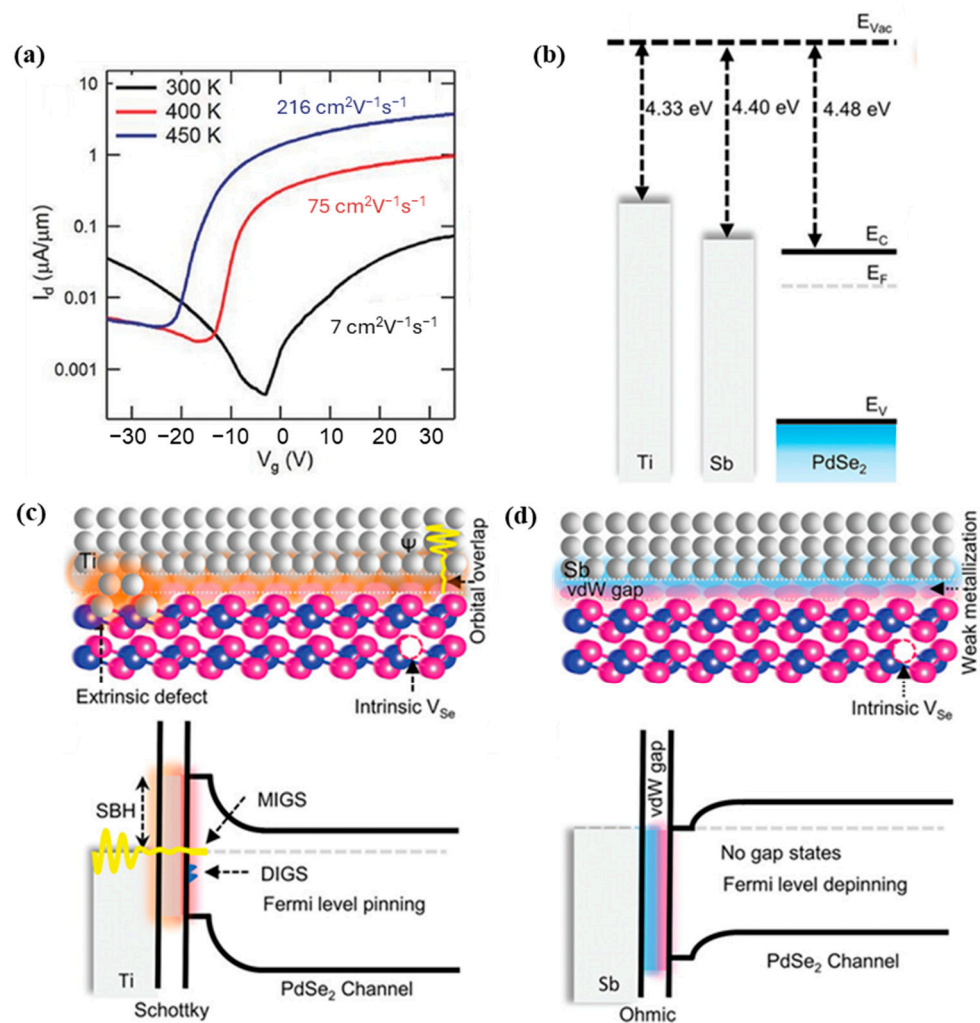 (a)
10
1
0.1
0.01
0.001
I_d (μA/μm)
300 K
400 K
450 K
216 cm²V⁻¹s⁻¹
75 cm²V⁻¹s⁻¹
7 cm²V⁻¹s⁻¹
−30 −20 −10 0 10 20 30
V_g (V)
(b)
E_Vac
4.33 eV
4.40 eV
4.48 eV
E_C
E_F
E_V
Ti
Sb
PdSe₂
(c)
Ti
Ψ
Orbital overlap
Extrinsic defect
Intrinsic V_Se
SBH
MIGS
DIGS
Fermi level pinning
Ti
PdSe₂ Channel
Schottky
(d)
Sb
vdW gap
Weak metallization
Intrinsic V_Se
vdW gap
No gap states
Fermi level depinning
Sb
PdSe₂ Channel
Ohmic